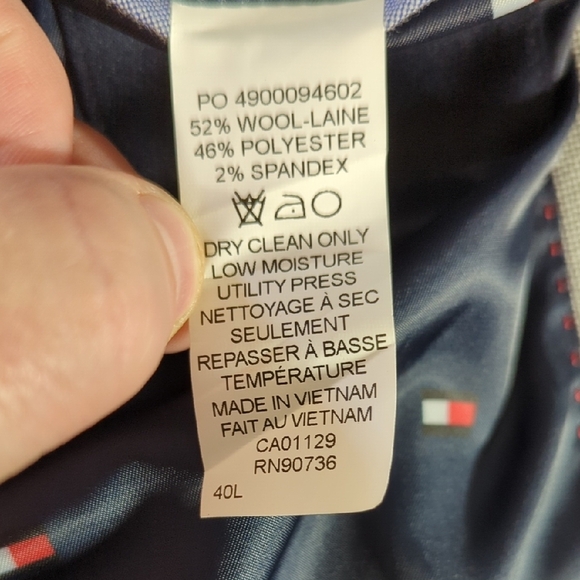 PO 4900094602
52% WOOL-LAINE
46% POLYESTER
2% SPANDEX
DRY CLEAN ONLY
LOW MOISTURE
UTILITY PRESS
NETTOYAGE À SEC
SEULEMENT
REPASSER À BASSE
TEMPÉRATURE
MADE IN VIETNAM
FAIT AU VIETNAM
CA01129
RN90736
40L